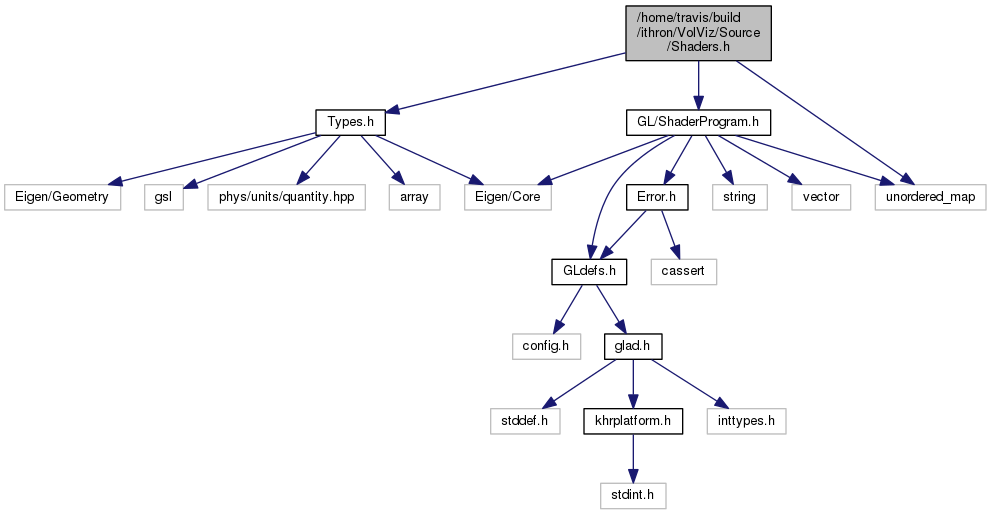 /home/travis/build
/ithron/VolViz/Source
/Shaders.h
Types.h
GL/ShaderProgram.h
Eigen/Geometry
gsl
phys/units/quantity.hpp
array
Eigen/Core
Error.h
string
vector
unordered_map
GLdefs.h
cassert
config.h
glad.h
stddef.h
khrplatform.h
inttypes.h
stdint.h